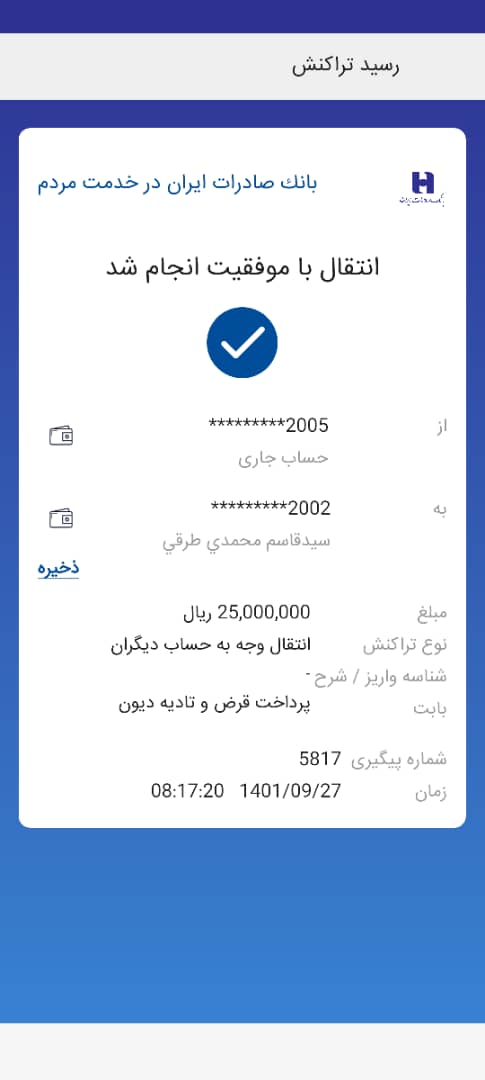 رسید تراکنش
بانك صادرات ایران در خدمت مردم
بانک صادرات ایران
انتقال با موفقیت انجام شد
از 2005*********
حساب جاری
به 2002*********
سيدقاسم محمدي طرقي
ذخیره
مبلغ 25,000,000 ریال
نوع تراکنش انتقال وجه به حساب دیگران
شناسه واریز / شرح -
بابت پرداخت قرض و تادیه دیون
شماره پیگیری 5817
زمان 1401/09/27 08:17:20